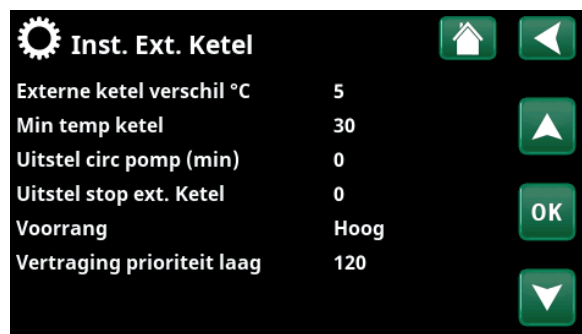 Inst. Ext. Ketel
Externe ketel verschil °C 5
Min temp ketel 30
Uitstel circ pomp (min) 0
Uitstel stop ext. Ketel 0
Voorrang Hoog
OK
Vertraging prioriteit laag 120